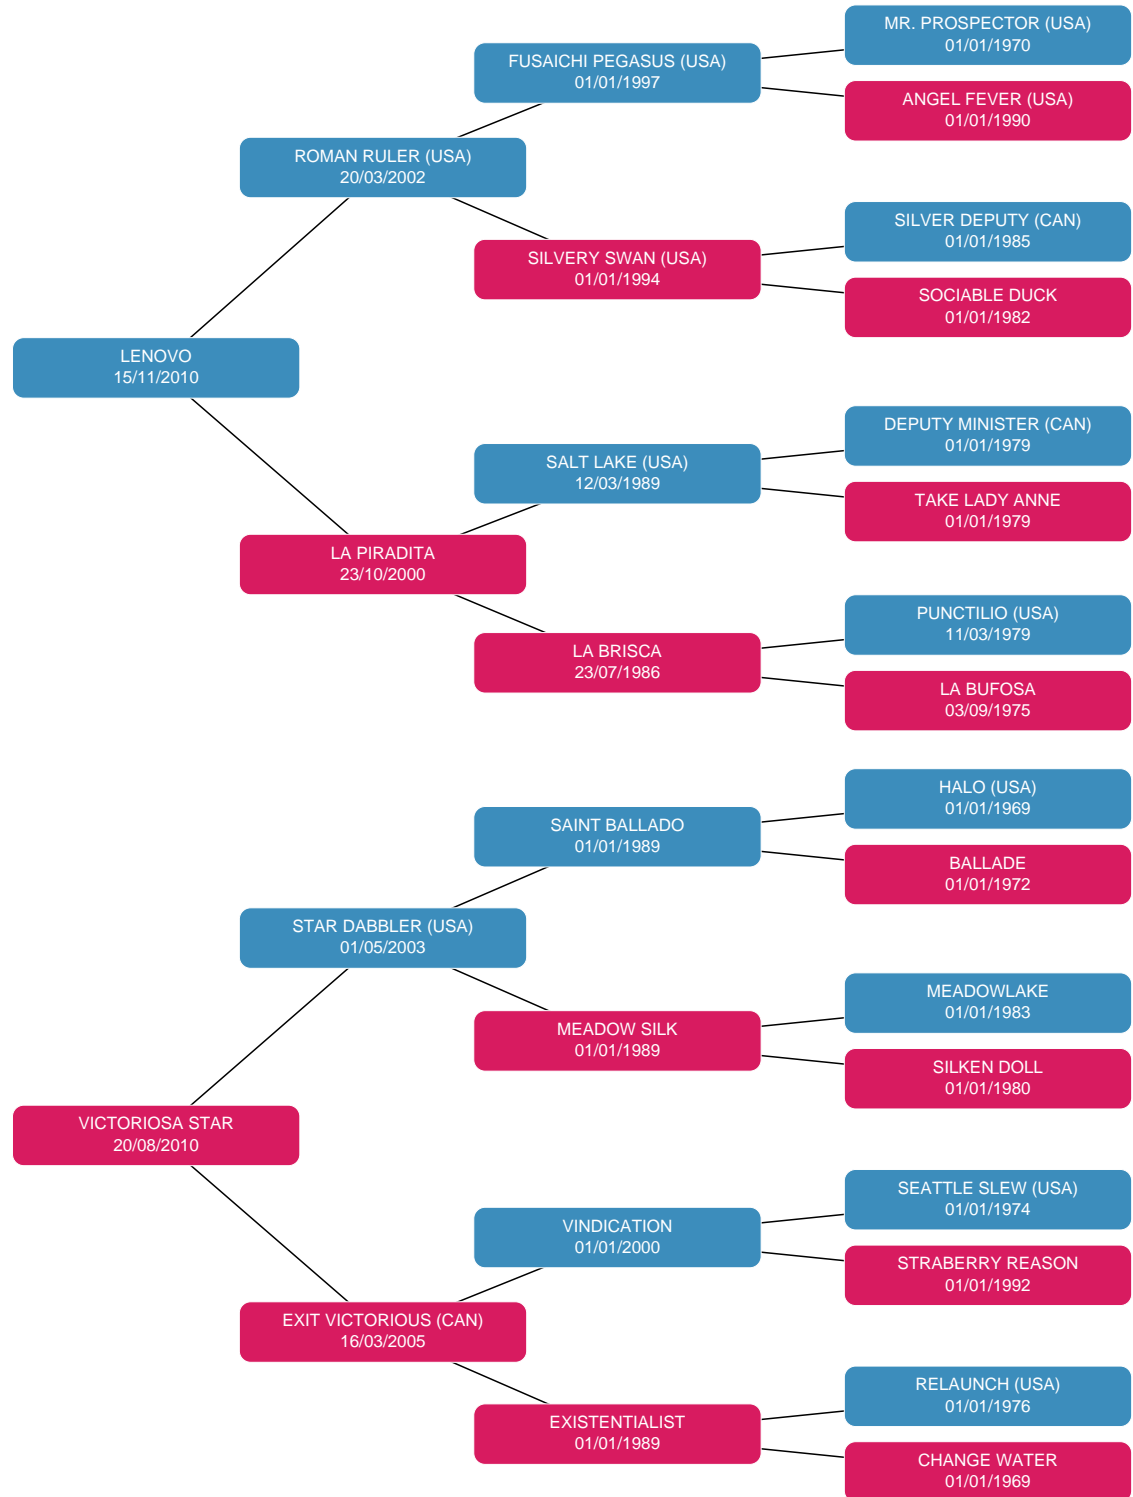 MR. PROSPECTOR (USA)
01/01/1970
FUSAICHI PEGASUS (USA)
01/01/1997
ANGEL FEVER (USA)
01/01/1990
ROMAN RULER (USA)
20/03/2002
SILVER DEPUTY (CAN)
01/01/1985
SILVERY SWAN (USA)
01/01/1994
SOCIABLE DUCK
01/01/1982
LENOVO
15/11/2010
DEPUTY MINISTER (CAN)
01/01/1979
SALT LAKE (USA)
12/03/1989
TAKE LADY ANNE
01/01/1979
LA PIRADITA
23/10/2000
PUNCTILIO (USA)
11/03/1979
LA BRISCA
23/07/1986
LA BUFOSA
03/09/1975
HALO (USA)
01/01/1969
SAINT BALLADO
01/01/1989
BALLADE
01/01/1972
STAR DABBLER (USA)
01/05/2003
MEADOWLAKE
01/01/1983
MEADOW SILK
01/01/1989
SILKEN DOLL
01/01/1980
VICTORIOSA STAR
20/08/2010
SEATTLE SLEW (USA)
01/01/1974
VINDICATION
01/01/2000
STRABERRY REASON
01/01/1992
EXIT VICTORIOUS (CAN)
16/03/2005
RELAUNCH (USA)
01/01/1976
EXISTENTIALIST
01/01/1989
CHANGE WATER
01/01/1969